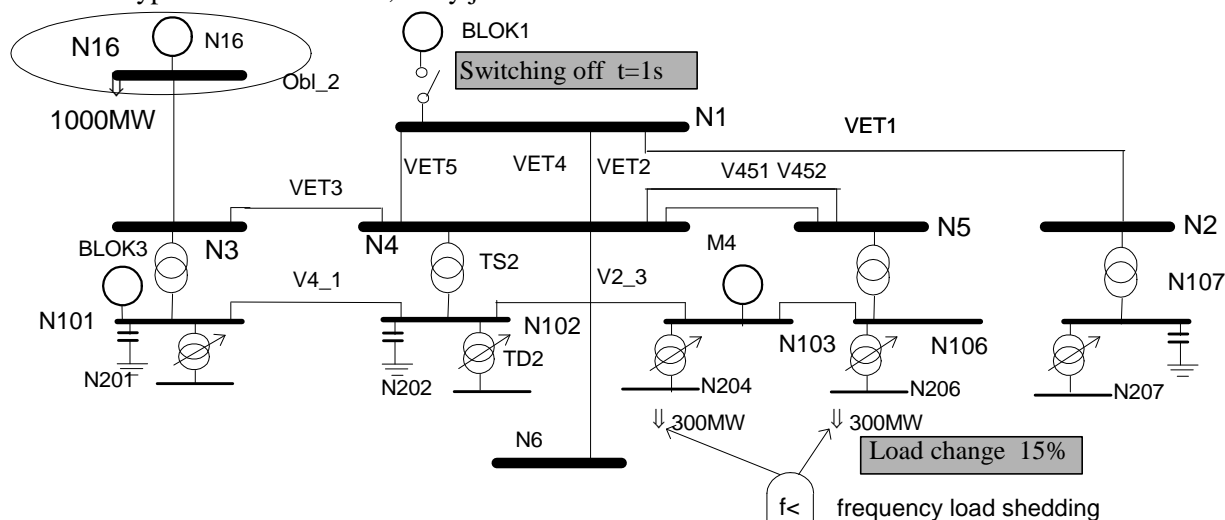 N16
N16
BLOK1
Switching off t=1s
Obl_2
1000MW
N1
VET1
VET5
VET4
VET2
V451 V452
VET3
N3
N4
M4
N5
N2
BLOK3
TS2
V4_1
V2_3
N107
N101
N102
N103
N106
TD2
N201
N202
N204
N206
N207
300MW
300MW
N6
Load change 15%
f<
frequency load shedding